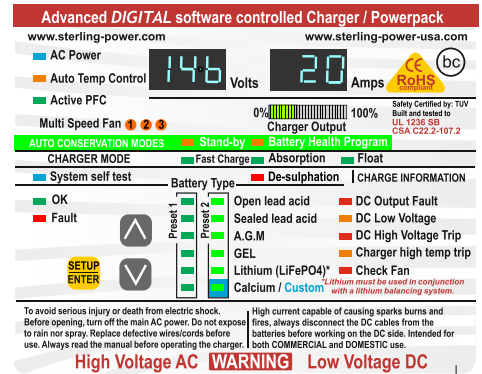 Advanced DIGITAL software controlled Charger / Powerpack
www.sterling-power.com www.sterling-power-usa.com
AC Power
Auto Temp Control
Active PFC
Multi Speed Fan 1 2 3
146 Volts
20 Amps
CE
RoHS
compliant
bc
0% 100%
Charger Output
Safety Certified by: TUV
Built and tested to
UL 1236 SB
CSA C22.2-107.2
AUTO CONSERVATION MODES Stand-by Battery Health Program
CHARGER MODE Fast Charge Absorption Float
System self test De-sulphation CHARGE INFORMATION
Battery Type
OK
Fault
SETUP
ENTER
Preset 1
Preset 2
Open lead acid
Sealed lead acid
A.G.M
GEL
Lithium (LiFePO4)*
Calcium / Custom
DC Output Fault
DC Low Voltage
DC High Voltage Trip
Charger high temp trip
Check Fan
*Lithium must be used in conjunction
with a lithium balancing system.
To avoid serious injury or death from electric shock.
Before opening, turn off the main AC power. Do not expose
to rain nor spray. Replace defective wires/cords before
use. Always read the manual before operating the charger.
High current capable of causing sparks burns and
fires, always disconnect the DC cables from the
batteries before working on the DC side. Intended for
both COMMERCIAL and DOMESTIC use.
High Voltage AC WARNING Low Voltage DC